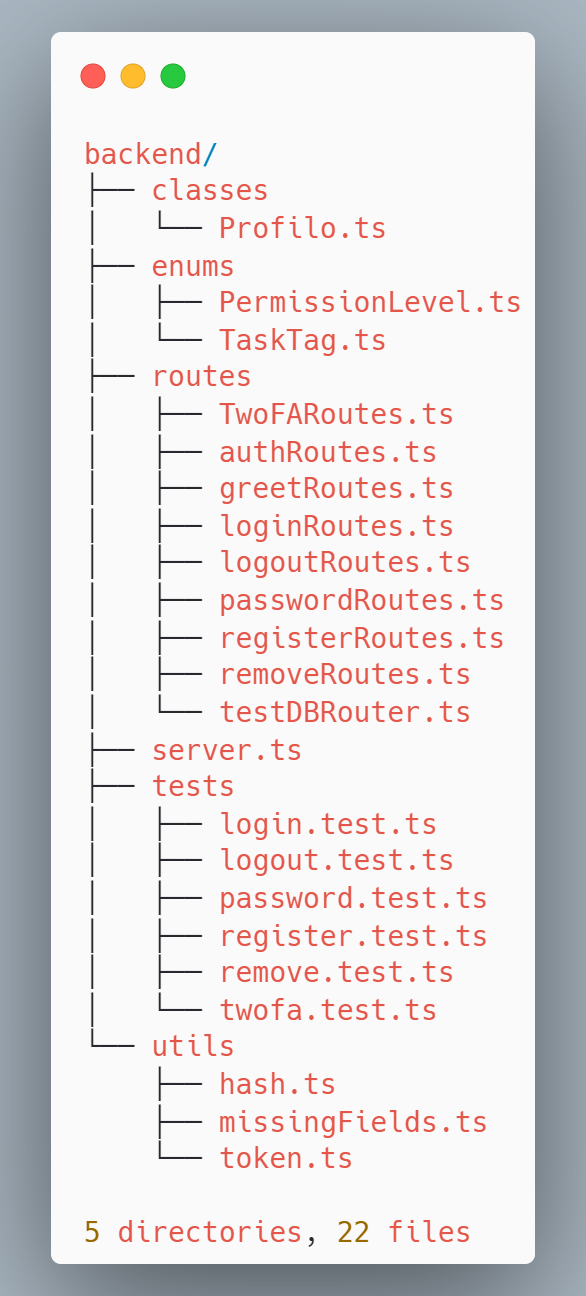 backend/
├── classes
│   └── Profilo.ts
├── enums
│   ├── PermissionLevel.ts
│   └── TaskTag.ts
├── routes
│   ├── TwoFARoutes.ts
│   ├── authRoutes.ts
│   ├── greetRoutes.ts
│   ├── loginRoutes.ts
│   ├── logoutRoutes.ts
│   ├── passwordRoutes.ts
│   ├── registerRoutes.ts
│   ├── removeRoutes.ts
│   └── testDBRouter.ts
├── server.ts
├── tests
│   ├── login.test.ts
│   ├── logout.test.ts
│   ├── password.test.ts
│   ├── register.test.ts
│   ├── remove.test.ts
│   └── twofa.test.ts
└── utils
    ├── hash.ts
    ├── missingFields.ts
    └── token.ts

5 directories, 22 files